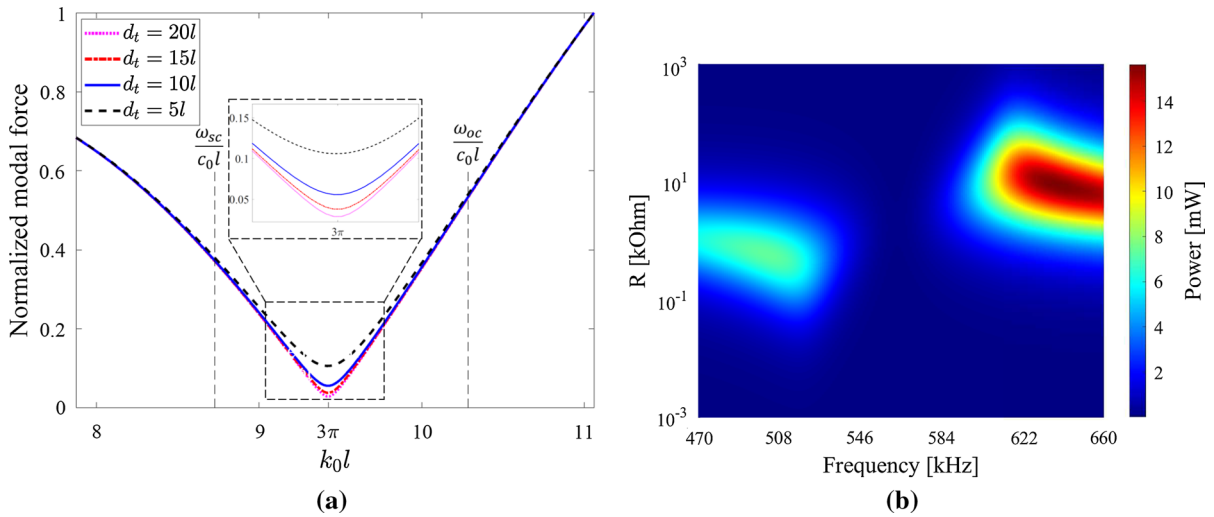 1
0.8
0.6
0.4
0.2
0
Normalized modal force
d_t = 20l
d_t = 15l
d_t = 10l
d_t = 5l
ω_sc
c_0 l
ω_oc
c_0 l
0.15
0.1
0.05
3π
8 9 3π 10 11
k_0 l
(a)
10^3
10^1
10^-1
10^-3
R [kOhm]
470 508 546 584 622 660
Frequency [kHz]
14
12
10
8
6
4
2
Power [mW]
(b)